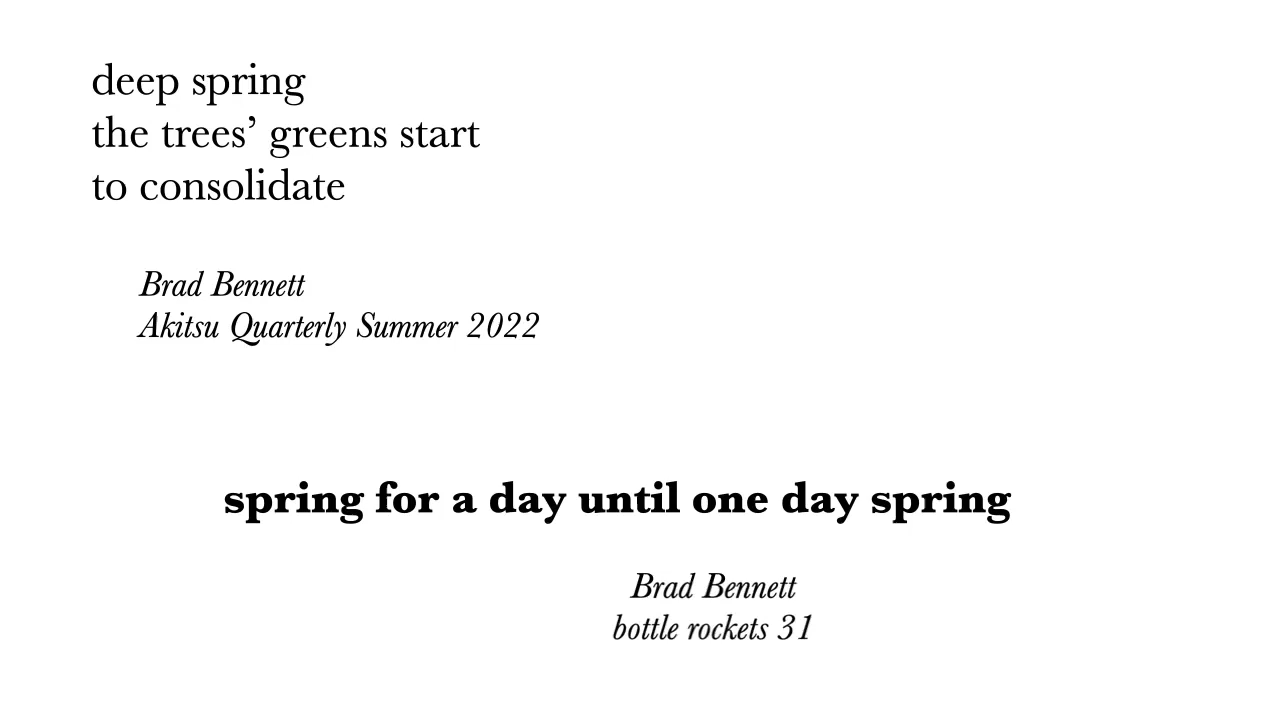 deep spring
the trees’ greens start
to consolidate
Brad Bennett
Akitsu Quarterly Summer 2022
spring for a day until one day spring
Brad Bennett
bottle rockets 31